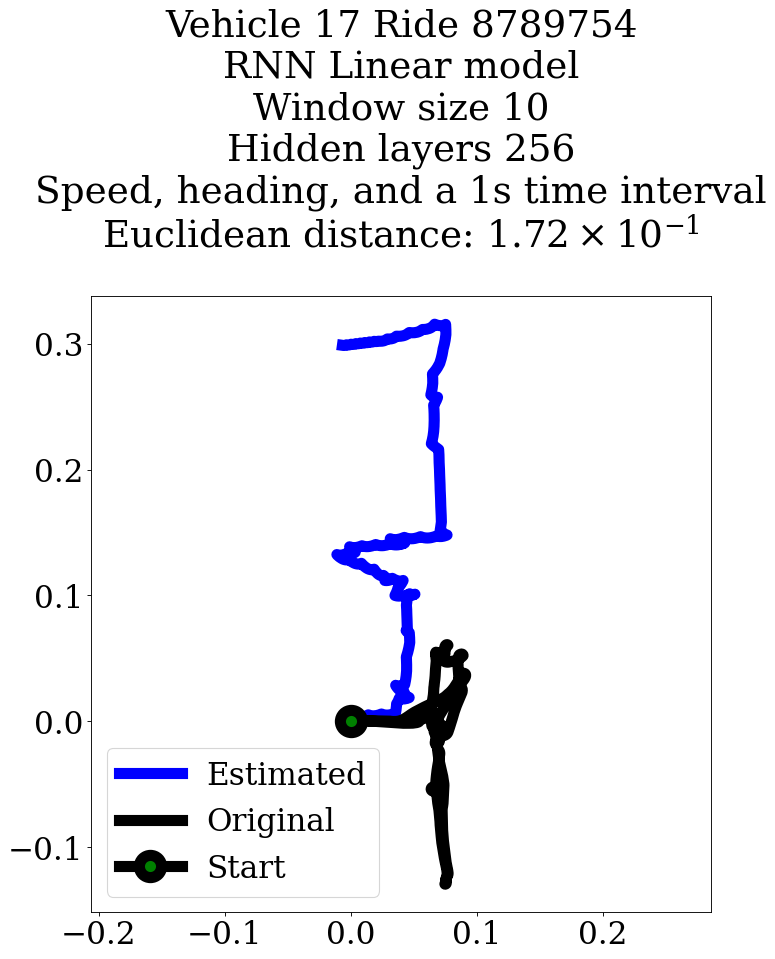 Vehicle 17 Ride 8789754
RNN Linear model
Window size 10
Hidden layers 256
Speed, heading, and a 1s time interval
Euclidean distance: 1.72 × 10⁻¹
0.3
0.2
0.1
0.0
−0.1
Estimated
Original
Start
−0.2 −0.1 0.0 0.1 0.2